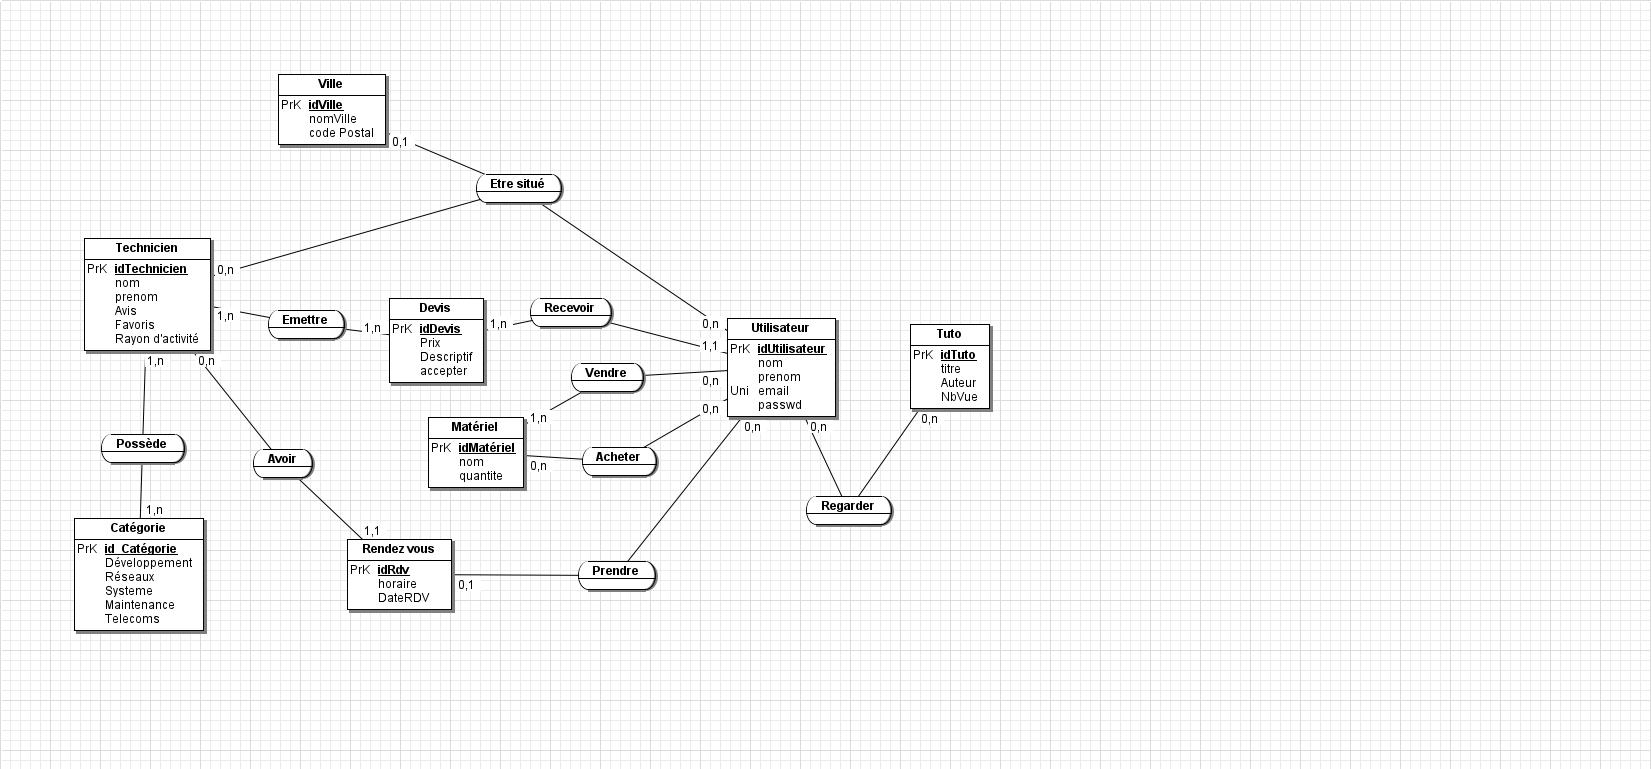 Ville
PrK idVille
nomVille
code Postal
0,1
Etre situé
0,n
0,n
Technicien
PrK idTechnicien
nom
prenom
Avis
Favoris
Rayon d'activité
1,n
Emettre
1,n
Devis
PrK idDevis
Prix
Descriptif
accepter
1,n
Recevoir
1,1
Utilisateur
PrK idUtilisateur
nom
prenom
Uni email
passwd
Tuto
PrK idTuto
titre
Auteur
NbVue
Vendre
0,n
1,n
0,n
Matériel
PrK idMatériel
nom
quantite
0,n
Acheter
1,n
0,n
Possède
Avoir
1,n
1,1
0,n
0,n
0,n
Regarder
Catégorie
PrK id_Catégorie
Développement
Réseaux
Systeme
Maintenance
Telecoms
Rendez vous
PrK idRdv
horaire
DateRDV
0,1
Prendre